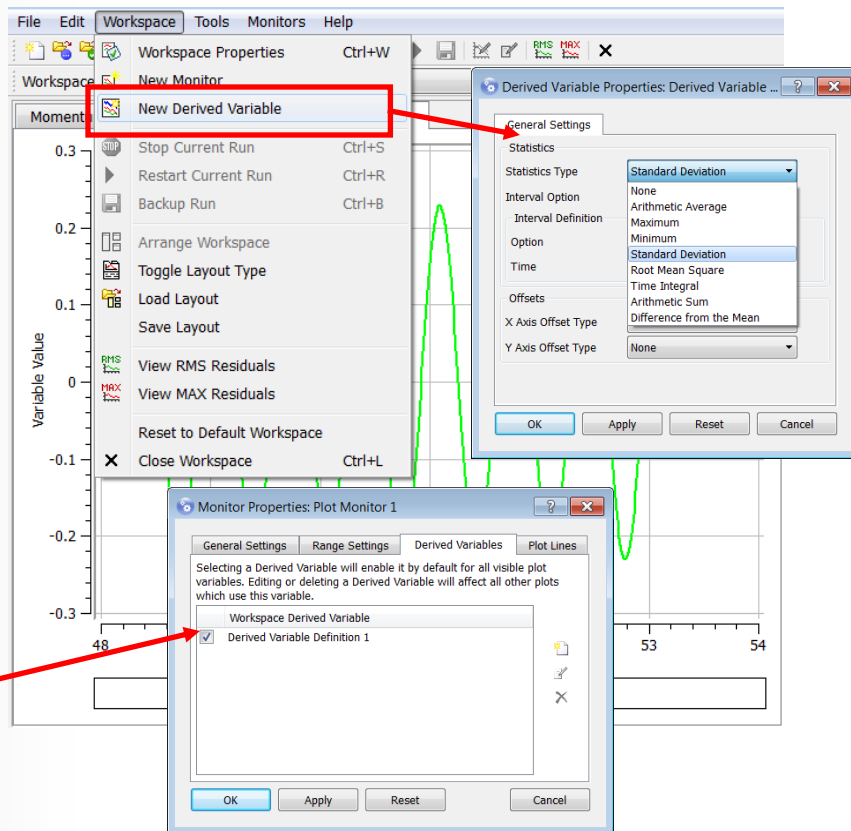 File Edit Workspace Tools Monitors Help
RMS MAX
Workspace
Workspace Properties Ctrl+W
New Monitor
New Derived Variable
STOP Stop Current Run Ctrl+S
Restart Current Run Ctrl+R
Backup Run Ctrl+B
Arrange Workspace
Toggle Layout Type
Load Layout
Save Layout
RMS View RMS Residuals
MAX View MAX Residuals
Reset to Default Workspace
Close Workspace Ctrl+L
Variable Value
0.3
0.2
0.1
0
-0.1
-0.2
-0.3
48
53
54
Derived Variable Properties: Derived Variable ...
General Settings
Statistics
Statistics Type Standard Deviation
Interval Option
Interval Definition
Option
Time
None
Arithmetic Average
Maximum
Minimum
Standard Deviation
Root Mean Square
Time Integral
Arithmetic Sum
Difference from the Mean
Offsets
X Axis Offset Type
Y Axis Offset Type None
OK Apply Reset Cancel
Monitor Properties: Plot Monitor 1
General Settings Range Settings Derived Variables Plot Lines
Selecting a Derived Variable will enable it by default for all visible plot
variables. Editing or deleting a Derived Variable will affect all other plots
which use this variable.
Workspace Derived Variable
Derived Variable Definition 1
OK Apply Reset Cancel